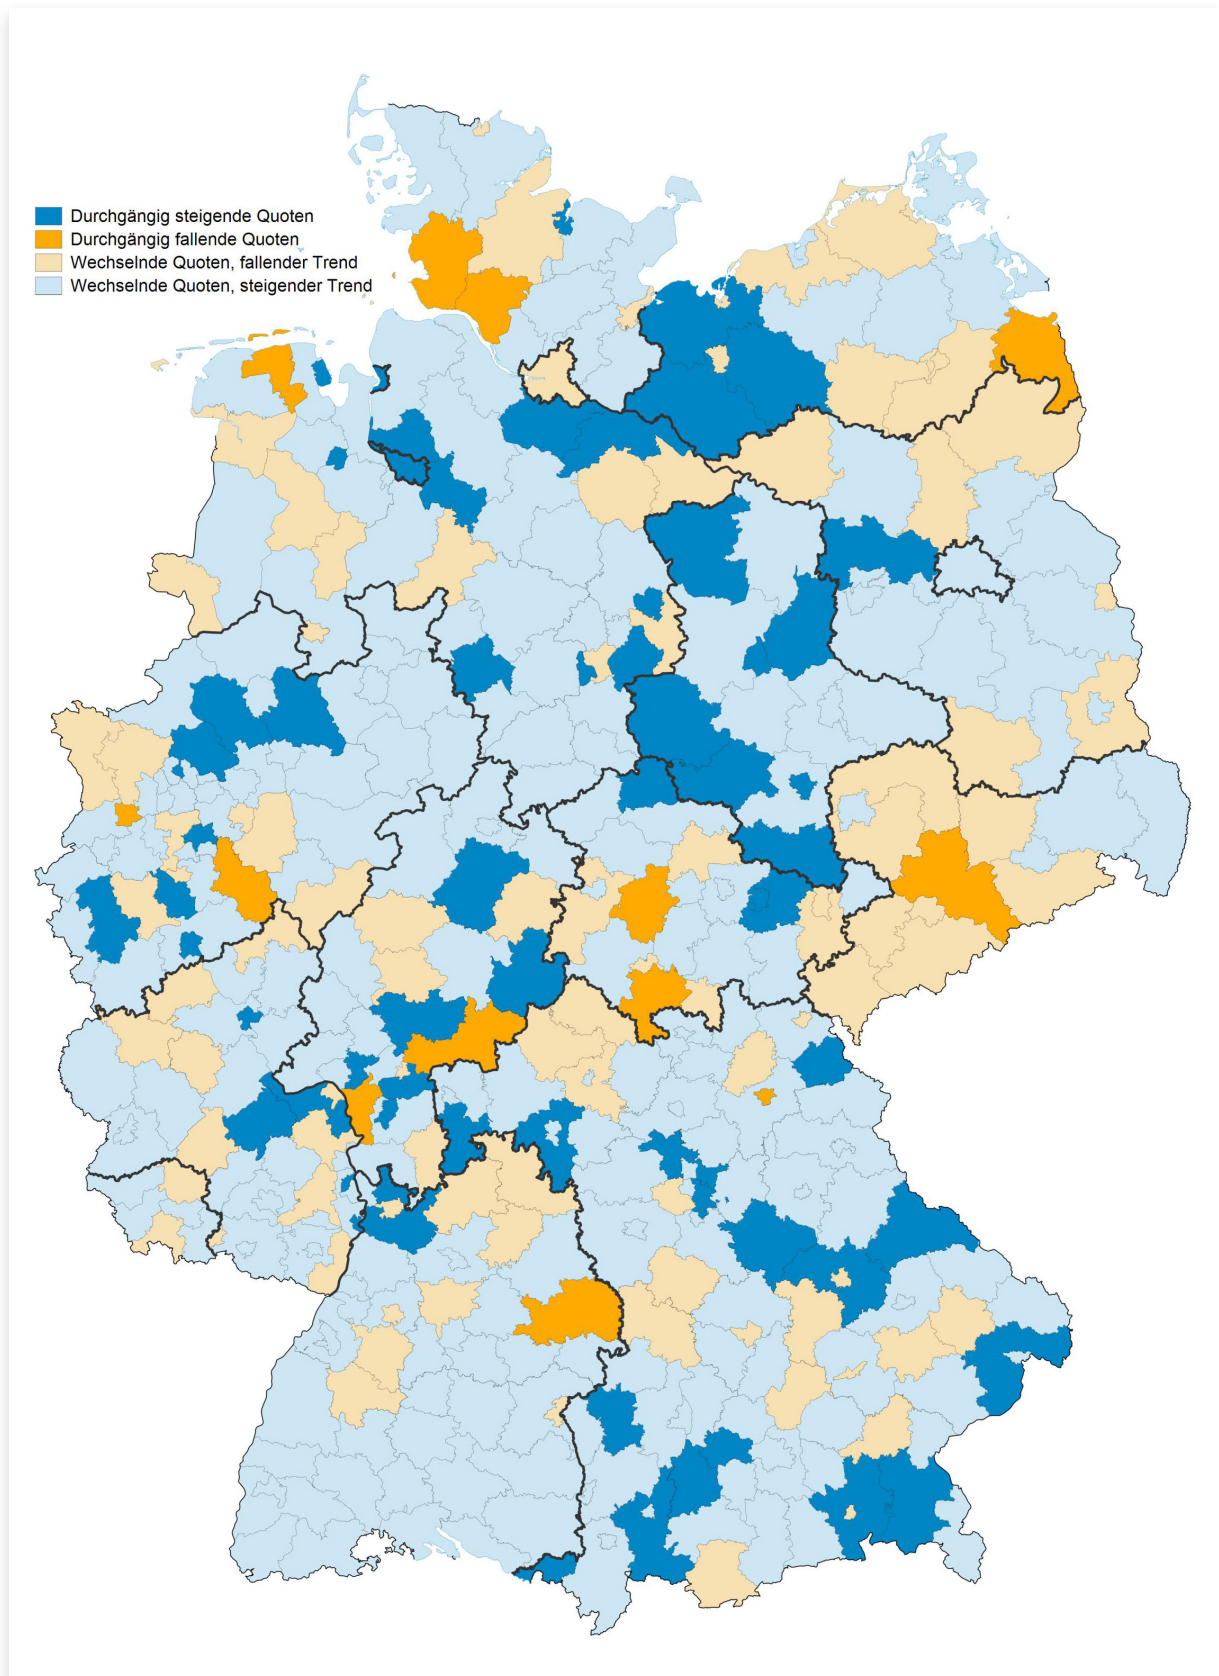 Durchgängig steigende Quoten
Durchgängig fallende Quoten
Wechselnde Quoten, fallender Trend
Wechselnde Quoten, steigender Trend